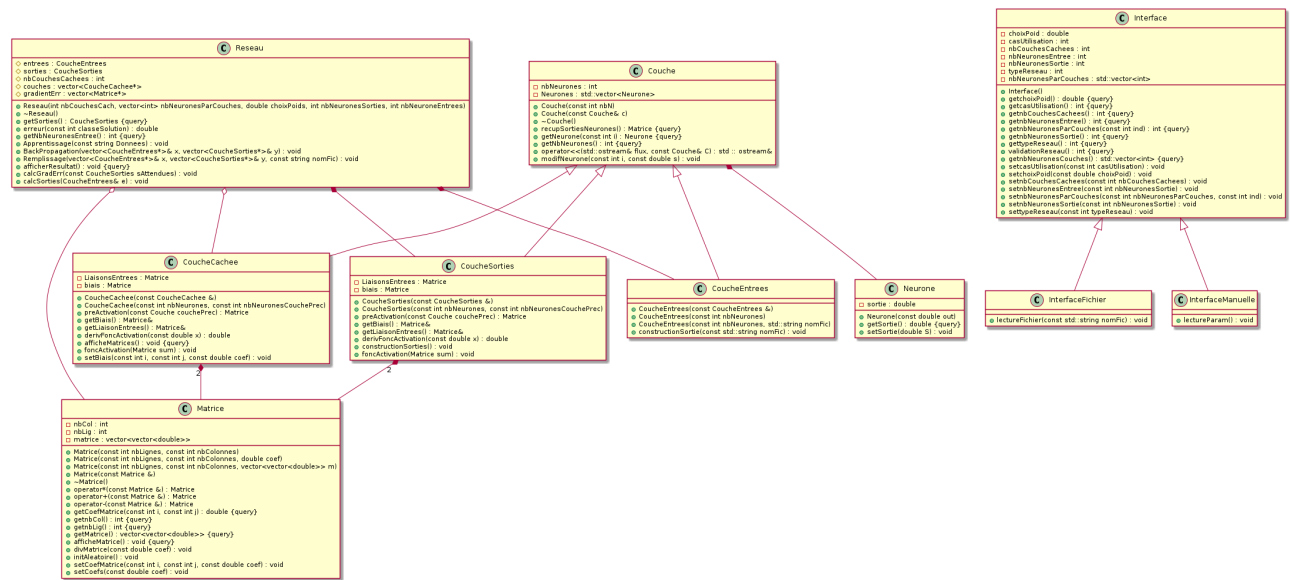 C Reseau
entrees : CoucheEntrees
sorties : CoucheSorties
nbCouchesCachees : int
couches : vector<CoucheCachee*>
gradientErr : vector<Matrice*>
Reseau(int nbCouchesCach, vector<int> nbNeuronesParCouches, double choixPoids, int nbNeuronesSorties, int nbNeuroneEntrees)
~Reseau()
getSorties() : CoucheSorties {query}
erreur(const int classeSolution) : double
getNbNeuronesEntree() : int {query}
Apprentissage(const string Donnees) : void
BackPropagation(vector<CoucheEntrees*>& x, vector<CoucheSorties*>& y) : void
Remplissage(vector<CoucheEntrees*>& x, vector<CoucheSorties*>& y, const string nomFic) : void
afficherResultat() : void {query}
calcGradErr(const CoucheSorties sAttendues) : void
calcSorties(CoucheEntrees& e) : void
C Couche
nbNeurones : int
Neurones : std::vector<Neurone>
Couche(const int nbN)
Couche(const Couche& c)
~Couche()
recupSortiesNeurones() : Matrice {query}
getNeurone(const int i) : Neurone {query}
getNbNeurones() : int {query}
operator<<(std::ostream& flux, const Couche& C) : std :: ostream&
modifNeurone(const int i, const double s) : void
C Interface
choixPoid : double
casUtilisation : int
nbCouchesCachees : int
nbNeuronesEntree : int
nbNeuronesSortie : int
typeReseau : int
nbNeuronesParCouches : std::vector<int>
Interface()
getchoixPoid() : double {query}
getcasUtilisation() : int {query}
getnbCouchesCachees() : int {query}
getnbNeuronesEntree() : int {query}
getnbNeuronesParCouches(const int ind) : int {query}
getnbNeuronesSortie() : int {query}
gettypeReseau() : int {query}
validationReseau() : int {query}
getnbNeuronesCouches() : std::vector<int> {query}
setcasUtilisation(const int casUtilisation) : void
setchoixPoid(const double choixPoid) : void
setnbCouchesCachees(const int nbCouchesCachees) : void
setnbNeuronesEntree(const int nbNeuronesSortie) : void
setnbNeuronesParCouches(const int nbNeuronesParCouches, const int ind) : void
setnbNeuronesSortie(const int nbNeuronesSortie) : void
settypeReseau(const int typeReseau) : void
C CoucheCachee
LiaisonsEntrees : Matrice
biais : Matrice
CoucheCachee(const CoucheCachee &)
CoucheCachee(const int nbNeurones, const int nbNeuronesCouchePrec)
preActivation(const Couche couchePrec) : Matrice
getBiais() : Matrice&
getLiaisonEntrees() : Matrice&
derivFoncActivation(const double x) : double
afficheMatrices() : void {query}
foncActivation(Matrice sum) : void
setBiais(const int i, const int j, const double coef) : void
2
C CoucheSorties
LiaisonsEntrees : Matrice
biais : Matrice
CoucheSorties(const CoucheSorties &)
CoucheSorties(const int nbNeurones, const int nbNeuronesCouchePrec)
preActivation(const Couche couchePrec) : Matrice
getBiais() : Matrice&
getLiaisonEntrees() : Matrice&
derivFoncActivation(const double x) : double
constructionSorties() : void
foncActivation(Matrice sum) : void
2
C CoucheEntrees
CoucheEntrees(const CoucheEntrees &)
CoucheEntrees(const int nbNeurones)
CoucheEntrees(const int nbNeurones, std::string nomFic)
constructionSortie(const std::string nomFic) : void
C Neurone
sortie : double
Neurone(const double out)
getSortie() : double {query}
setSortie(double S) : void
C InterfaceFichier
lectureFichier(const std::string nomFic) : void
C InterfaceManuelle
lectureParam() : void
C Matrice
nbCol : int
nbLig : int
matrice : vector<vector<double>>
Matrice(const int nbLignes, const int nbColonnes)
Matrice(const int nbLignes, const int nbColonnes, double coef)
Matrice(const int nbLignes, const int nbColonnes, vector<vector<double>> m)
Matrice(const Matrice &)
~Matrice()
operator*(const Matrice &) : Matrice
operator+(const Matrice &) : Matrice
operator-(const Matrice &) : Matrice
getCoefMatrice(const int i, const int j) : double {query}
getnbCol() : int {query}
getnbLig() : int {query}
getMatrice() : vector<vector<double>> {query}
afficheMatrice() : void {query}
divMatrice(const double coef) : void
initAleatoire() : void
setCoefMatrice(const int i, const int j, const double coef) : void
setCoefs(const double coef) : void